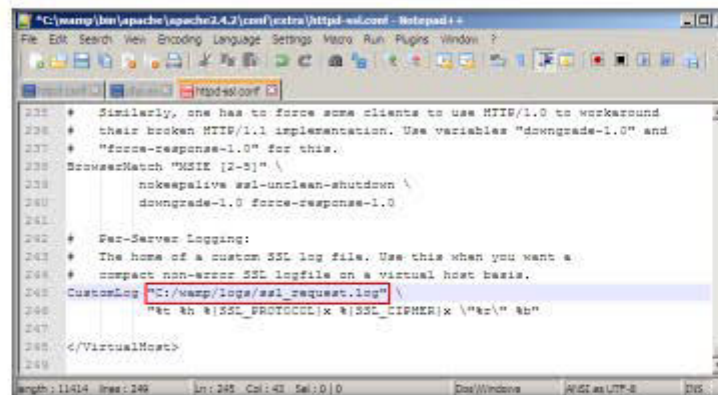 *C:\wamp\bin\apache\apache2.4.2\conf\extra\httpd-ssl.conf - Notepad++
File Edit Search View Encoding Language Settings Macro Run Plugins Window ?
httpd-ssl.conf
235 # Similarly, one has to force some clients to use HTTP/1.0 to workaround
236 # their broken HTTP/1.1 implementation. Use variables "downgrade-1.0" and
237 # "force-response-1.0" for this.
238 BrowserMatch "MSIE [2-5]" \
239 nokeepalive ssl-unclean-shutdown \
240 downgrade-1.0 force-response-1.0
241
242 # Per-Server Logging:
243 # The home of a custom SSL log file. Use this when you want a
244 # compact non-error SSL logfile on a virtual host basis.
245 CustomLog "C:/wamp/logs/ssl_request.log" \
246 "%t %h %{SSL_PROTOCOL}x %{SSL_CIPHER}x \"%r\" %b"
247
248 </VirtualHost>
249
length : 11414 lines : 249 Ln : 245 Col : 43 Sel : 0 | 0 Dos\Windows ANSI as UTF-8 INS